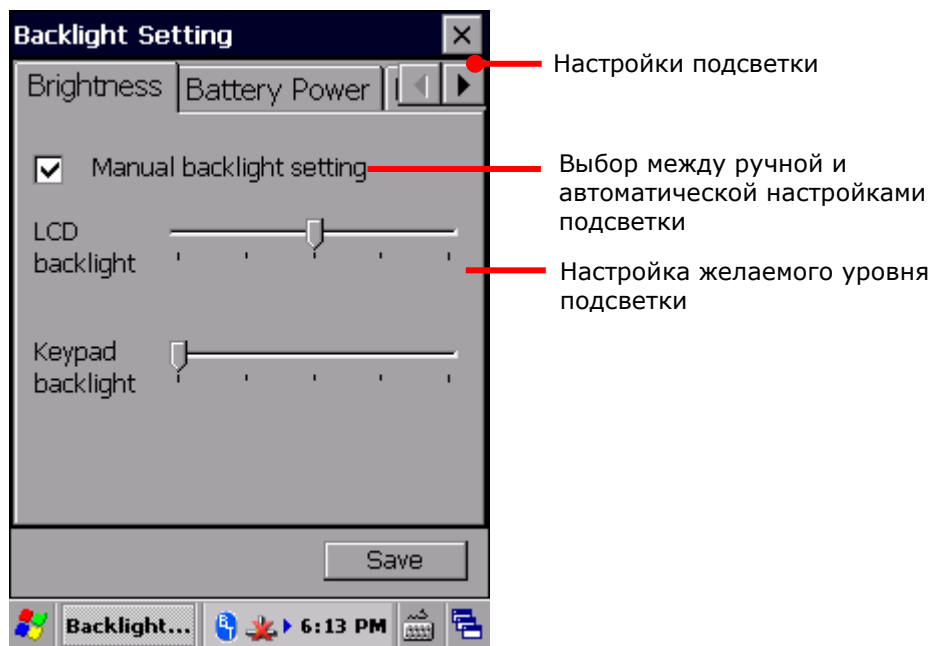 Backlight Setting
Brightness
Battery Power
Manual backlight setting
LCD
backlight
Keypad
backlight
Save
Backlight...
6:13 PM
Настройки подсветки
Выбор между ручной и
автоматической настройками
подсветки
Настройка желаемого уровня
подсветки